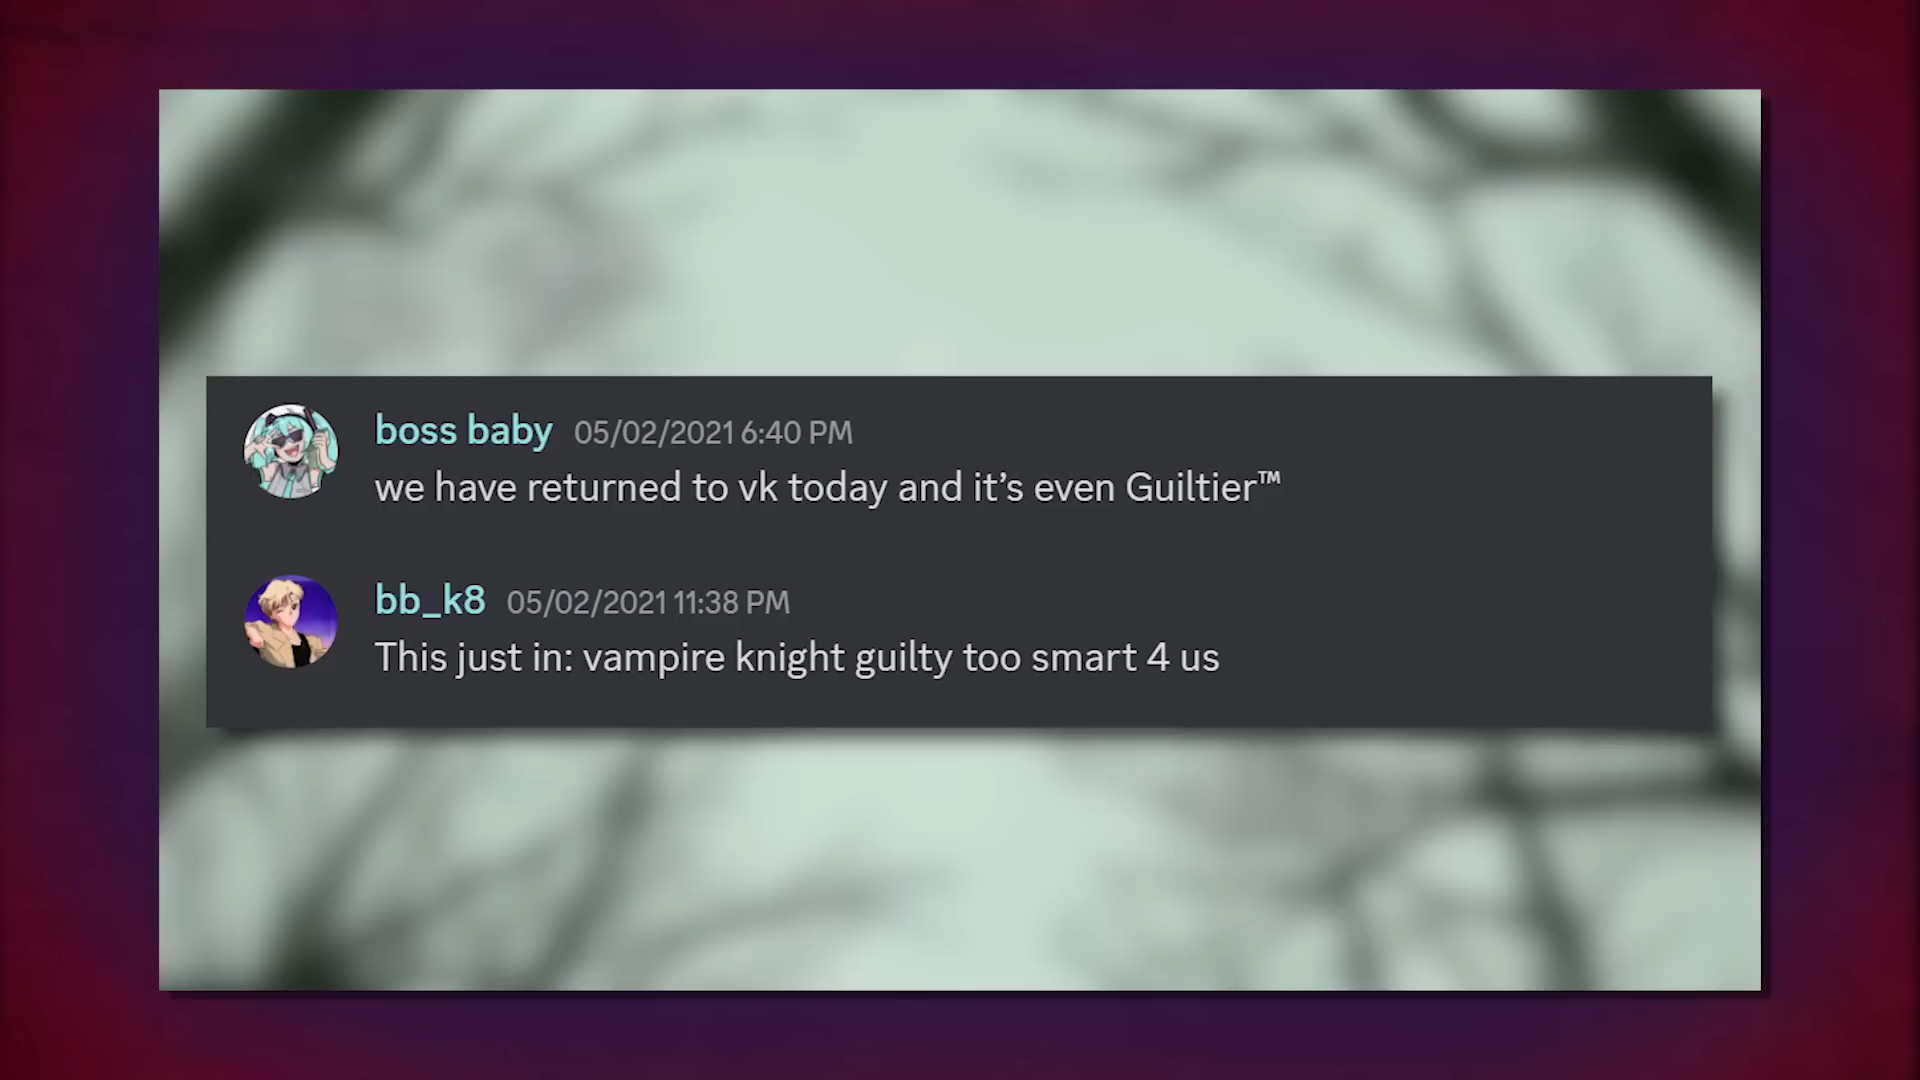 boss baby 05/02/2021 6:40 PM
we have returned to vk today and it’s even Guiltier™
bb_k8 05/02/2021 11:38 PM
This just in: vampire knight guilty too smart 4 us